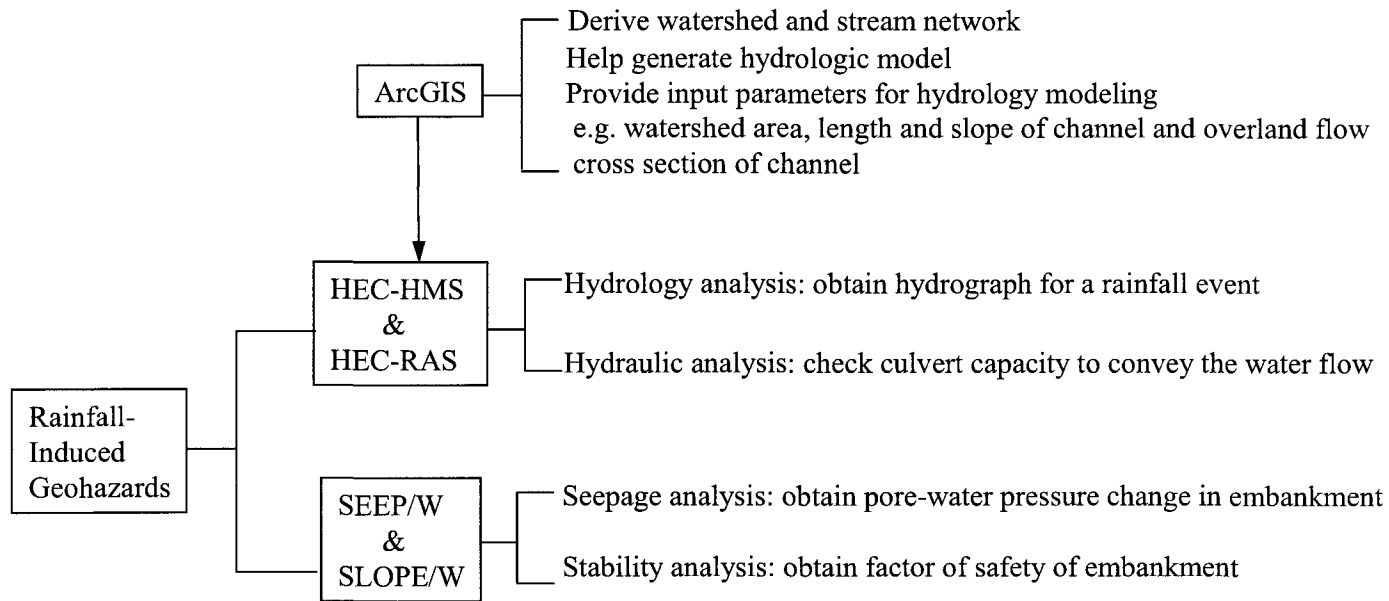 Derive watershed and stream network
Help generate hydrologic model
ArcGIS
Provide input parameters for hydrology modeling
e.g. watershed area, length and slope of channel and overland flow
cross section of channel
HEC-HMS
&
HEC-RAS
Hydrology analysis: obtain hydrograph for a rainfall event
Hydraulic analysis: check culvert capacity to convey the water flow
Rainfall-
Induced
Geohazards
SEEP/W
&
SLOPE/W
Seepage analysis: obtain pore-water pressure change in embankment
Stability analysis: obtain factor of safety of embankment